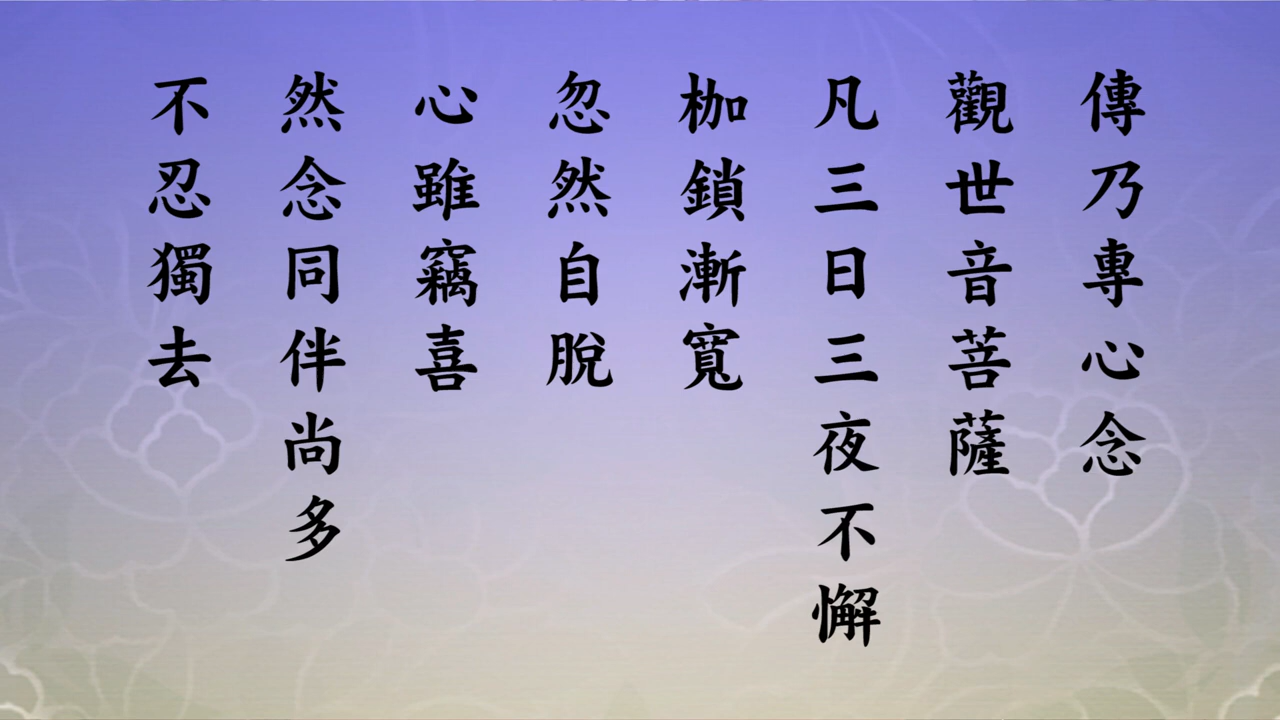 傳乃專心念
觀世音菩薩
凡三日三夜不懈
枷鎖漸寬
忽然自脫
心雖竊喜
然念同伴尚多
不忍獨去